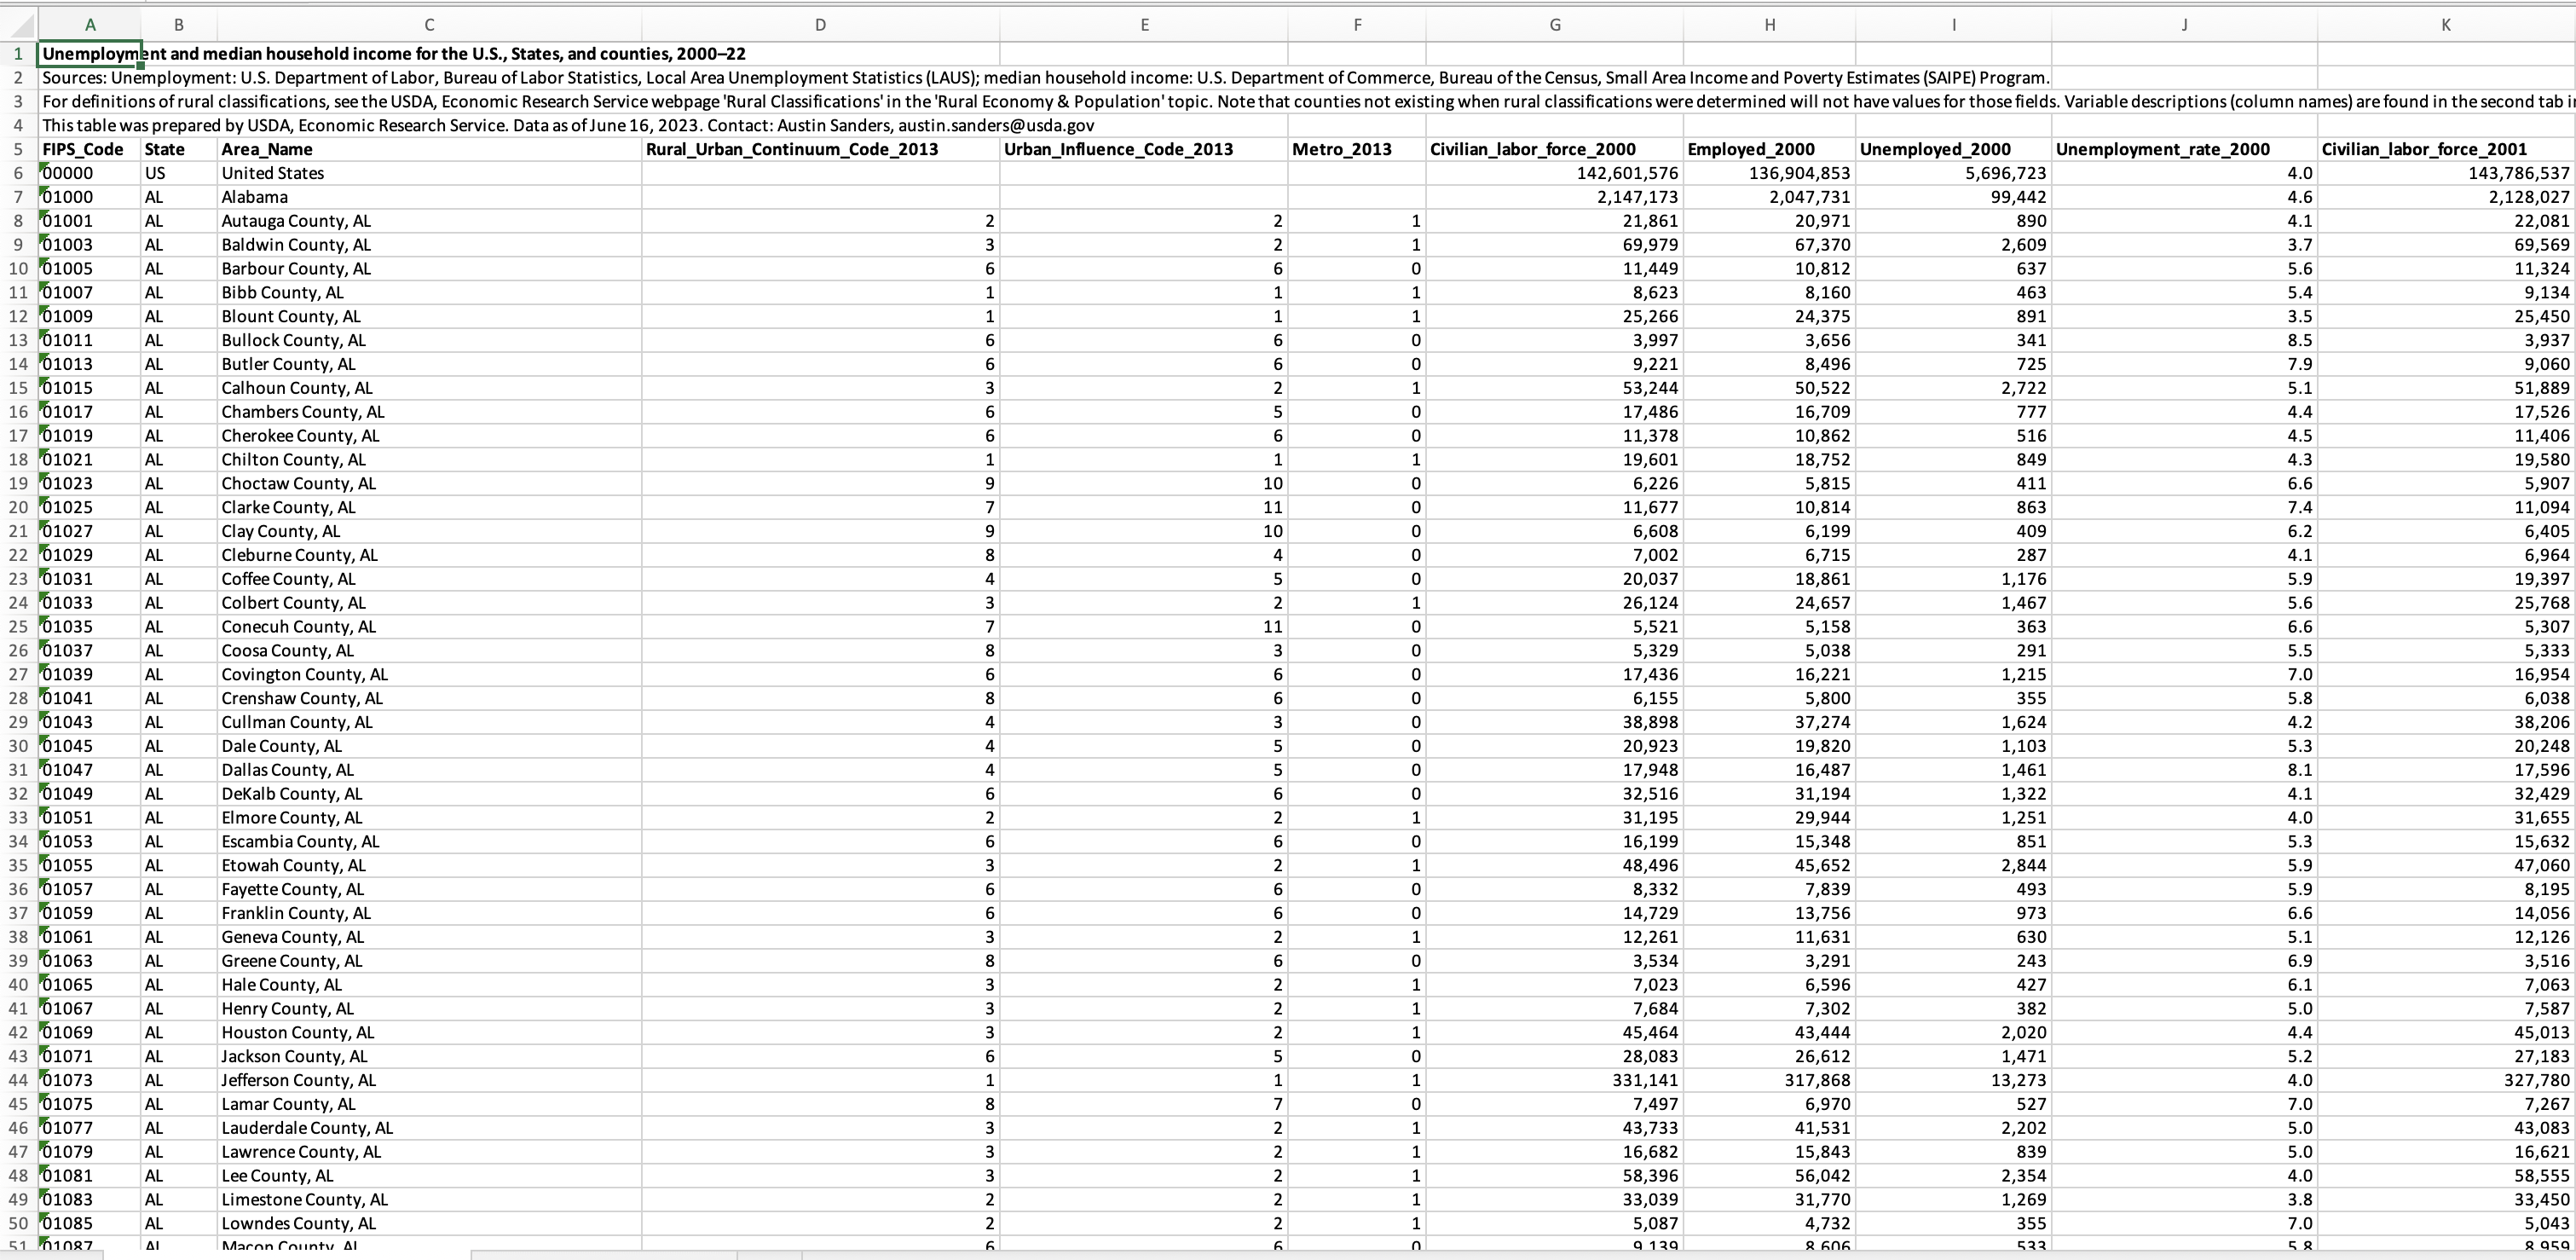 A B C D E F G H I J K
1 Unemployment and median household income for the U.S., States, and counties, 2000–22
2 Sources: Unemployment: U.S. Department of Labor, Bureau of Labor Statistics, Local Area Unemployment Statistics (LAUS); median household income: U.S. Department of Commerce, Bureau of the Census, Small Area Income and Poverty Estimates (SAIPE) Program.
3 For definitions of rural classifications, see the USDA, Economic Research Service webpage 'Rural Classifications' in the 'Rural Economy & Population' topic. Note that counties not existing when rural classifications were determined will not have values for those fields. Variable descriptions (column names) are found in the second tab i
4 This table was prepared by USDA, Economic Research Service. Data as of June 16, 2023. Contact: Austin Sanders, austin.sanders@usda.gov
5 FIPS_Code State Area_Name Rural_Urban_Continuum_Code_2013 Urban_Influence_Code_2013 Metro_2013 Civilian_labor_force_2000 Employed_2000 Unemployed_2000 Unemployment_rate_2000 Civilian_labor_force_2001
6 00000 US United States 142,601,576 136,904,853 5,696,723 4.0 143,786,537
7 01000 AL Alabama 2,147,173 2,047,731 99,442 4.6 2,128,027
8 01001 AL Autauga County, AL 2 2 1 21,861 20,971 890 4.1 22,081
9 01003 AL Baldwin County, AL 3 2 1 69,979 67,370 2,609 3.7 69,569
10 01005 AL Barbour County, AL 6 6 0 11,449 10,812 637 5.6 11,324
11 01007 AL Bibb County, AL 1 1 1 8,623 8,160 463 5.4 9,134
12 01009 AL Blount County, AL 1 1 1 25,266 24,375 891 3.5 25,450
13 01011 AL Bullock County, AL 6 6 0 3,997 3,656 341 8.5 3,937
14 01013 AL Butler County, AL 6 6 0 9,221 8,496 725 7.9 9,060
15 01015 AL Calhoun County, AL 3 2 1 53,244 50,522 2,722 5.1 51,889
16 01017 AL Chambers County, AL 6 5 0 17,486 16,709 777 4.4 17,526
17 01019 AL Cherokee County, AL 6 6 0 11,378 10,862 516 4.5 11,406
18 01021 AL Chilton County, AL 1 1 1 19,601 18,752 849 4.3 19,580
19 01023 AL Choctaw County, AL 9 10 0 6,226 5,815 411 6.6 5,907
20 01025 AL Clarke County, AL 7 11 0 11,677 10,814 863 7.4 11,094
21 01027 AL Clay County, AL 9 10 0 6,608 6,199 409 6.2 6,405
22 01029 AL Cleburne County, AL 8 4 0 7,002 6,715 287 4.1 6,964
23 01031 AL Coffee County, AL 4 5 0 20,037 18,861 1,176 5.9 19,397
24 01033 AL Colbert County, AL 3 2 1 26,124 24,657 1,467 5.6 25,768
25 01035 AL Conecuh County, AL 7 11 0 5,521 5,158 363 6.6 5,307
26 01037 AL Coosa County, AL 8 3 0 5,329 5,038 291 5.5 5,333
27 01039 AL Covington County, AL 6 6 0 17,436 16,221 1,215 7.0 16,954
28 01041 AL Crenshaw County, AL 8 6 0 6,155 5,800 355 5.8 6,038
29 01043 AL Cullman County, AL 4 3 0 38,898 37,274 1,624 4.2 38,206
30 01045 AL Dale County, AL 4 5 0 20,923 19,820 1,103 5.3 20,248
31 01047 AL Dallas County, AL 4 5 0 17,948 16,487 1,461 8.1 17,596
32 01049 AL DeKalb County, AL 6 6 0 32,516 31,194 1,322 4.1 32,429
33 01051 AL Elmore County, AL 2 2 1 31,195 29,944 1,251 4.0 31,655
34 01053 AL Escambia County, AL 6 6 0 16,199 15,348 851 5.3 15,632
35 01055 AL Etowah County, AL 3 2 1 48,496 45,652 2,844 5.9 47,060
36 01057 AL Fayette County, AL 6 6 0 8,332 7,839 493 5.9 8,195
37 01059 AL Franklin County, AL 6 6 0 14,729 13,756 973 6.6 14,056
38 01061 AL Geneva County, AL 3 2 1 12,261 11,631 630 5.1 12,126
39 01063 AL Greene County, AL 8 6 0 3,534 3,291 243 6.9 3,516
40 01065 AL Hale County, AL 3 2 1 7,023 6,596 427 6.1 7,063
41 01067 AL Henry County, AL 3 2 1 7,684 7,302 382 5.0 7,587
42 01069 AL Houston County, AL 3 2 1 45,464 43,444 2,020 4.4 45,013
43 01071 AL Jackson County, AL 6 5 0 28,083 26,612 1,471 5.2 27,183
44 01073 AL Jefferson County, AL 1 1 1 331,141 317,868 13,273 4.0 327,780
45 01075 AL Lamar County, AL 8 7 0 7,497 6,970 527 7.0 7,267
46 01077 AL Lauderdale County, AL 3 2 1 43,733 41,531 2,202 5.0 43,083
47 01079 AL Lawrence County, AL 3 2 1 16,682 15,843 839 5.0 16,621
48 01081 AL Lee County, AL 3 2 1 58,396 56,042 2,354 4.0 58,555
49 01083 AL Limestone County, AL 2 2 1 33,039 31,770 1,269 3.8 33,450
50 01085 AL Lowndes County, AL 2 2 1 5,087 4,732 355 7.0 5,043
51 01087 AL Macon County, AL 6 6 0 9,139 8,606 533 5.8 8,959